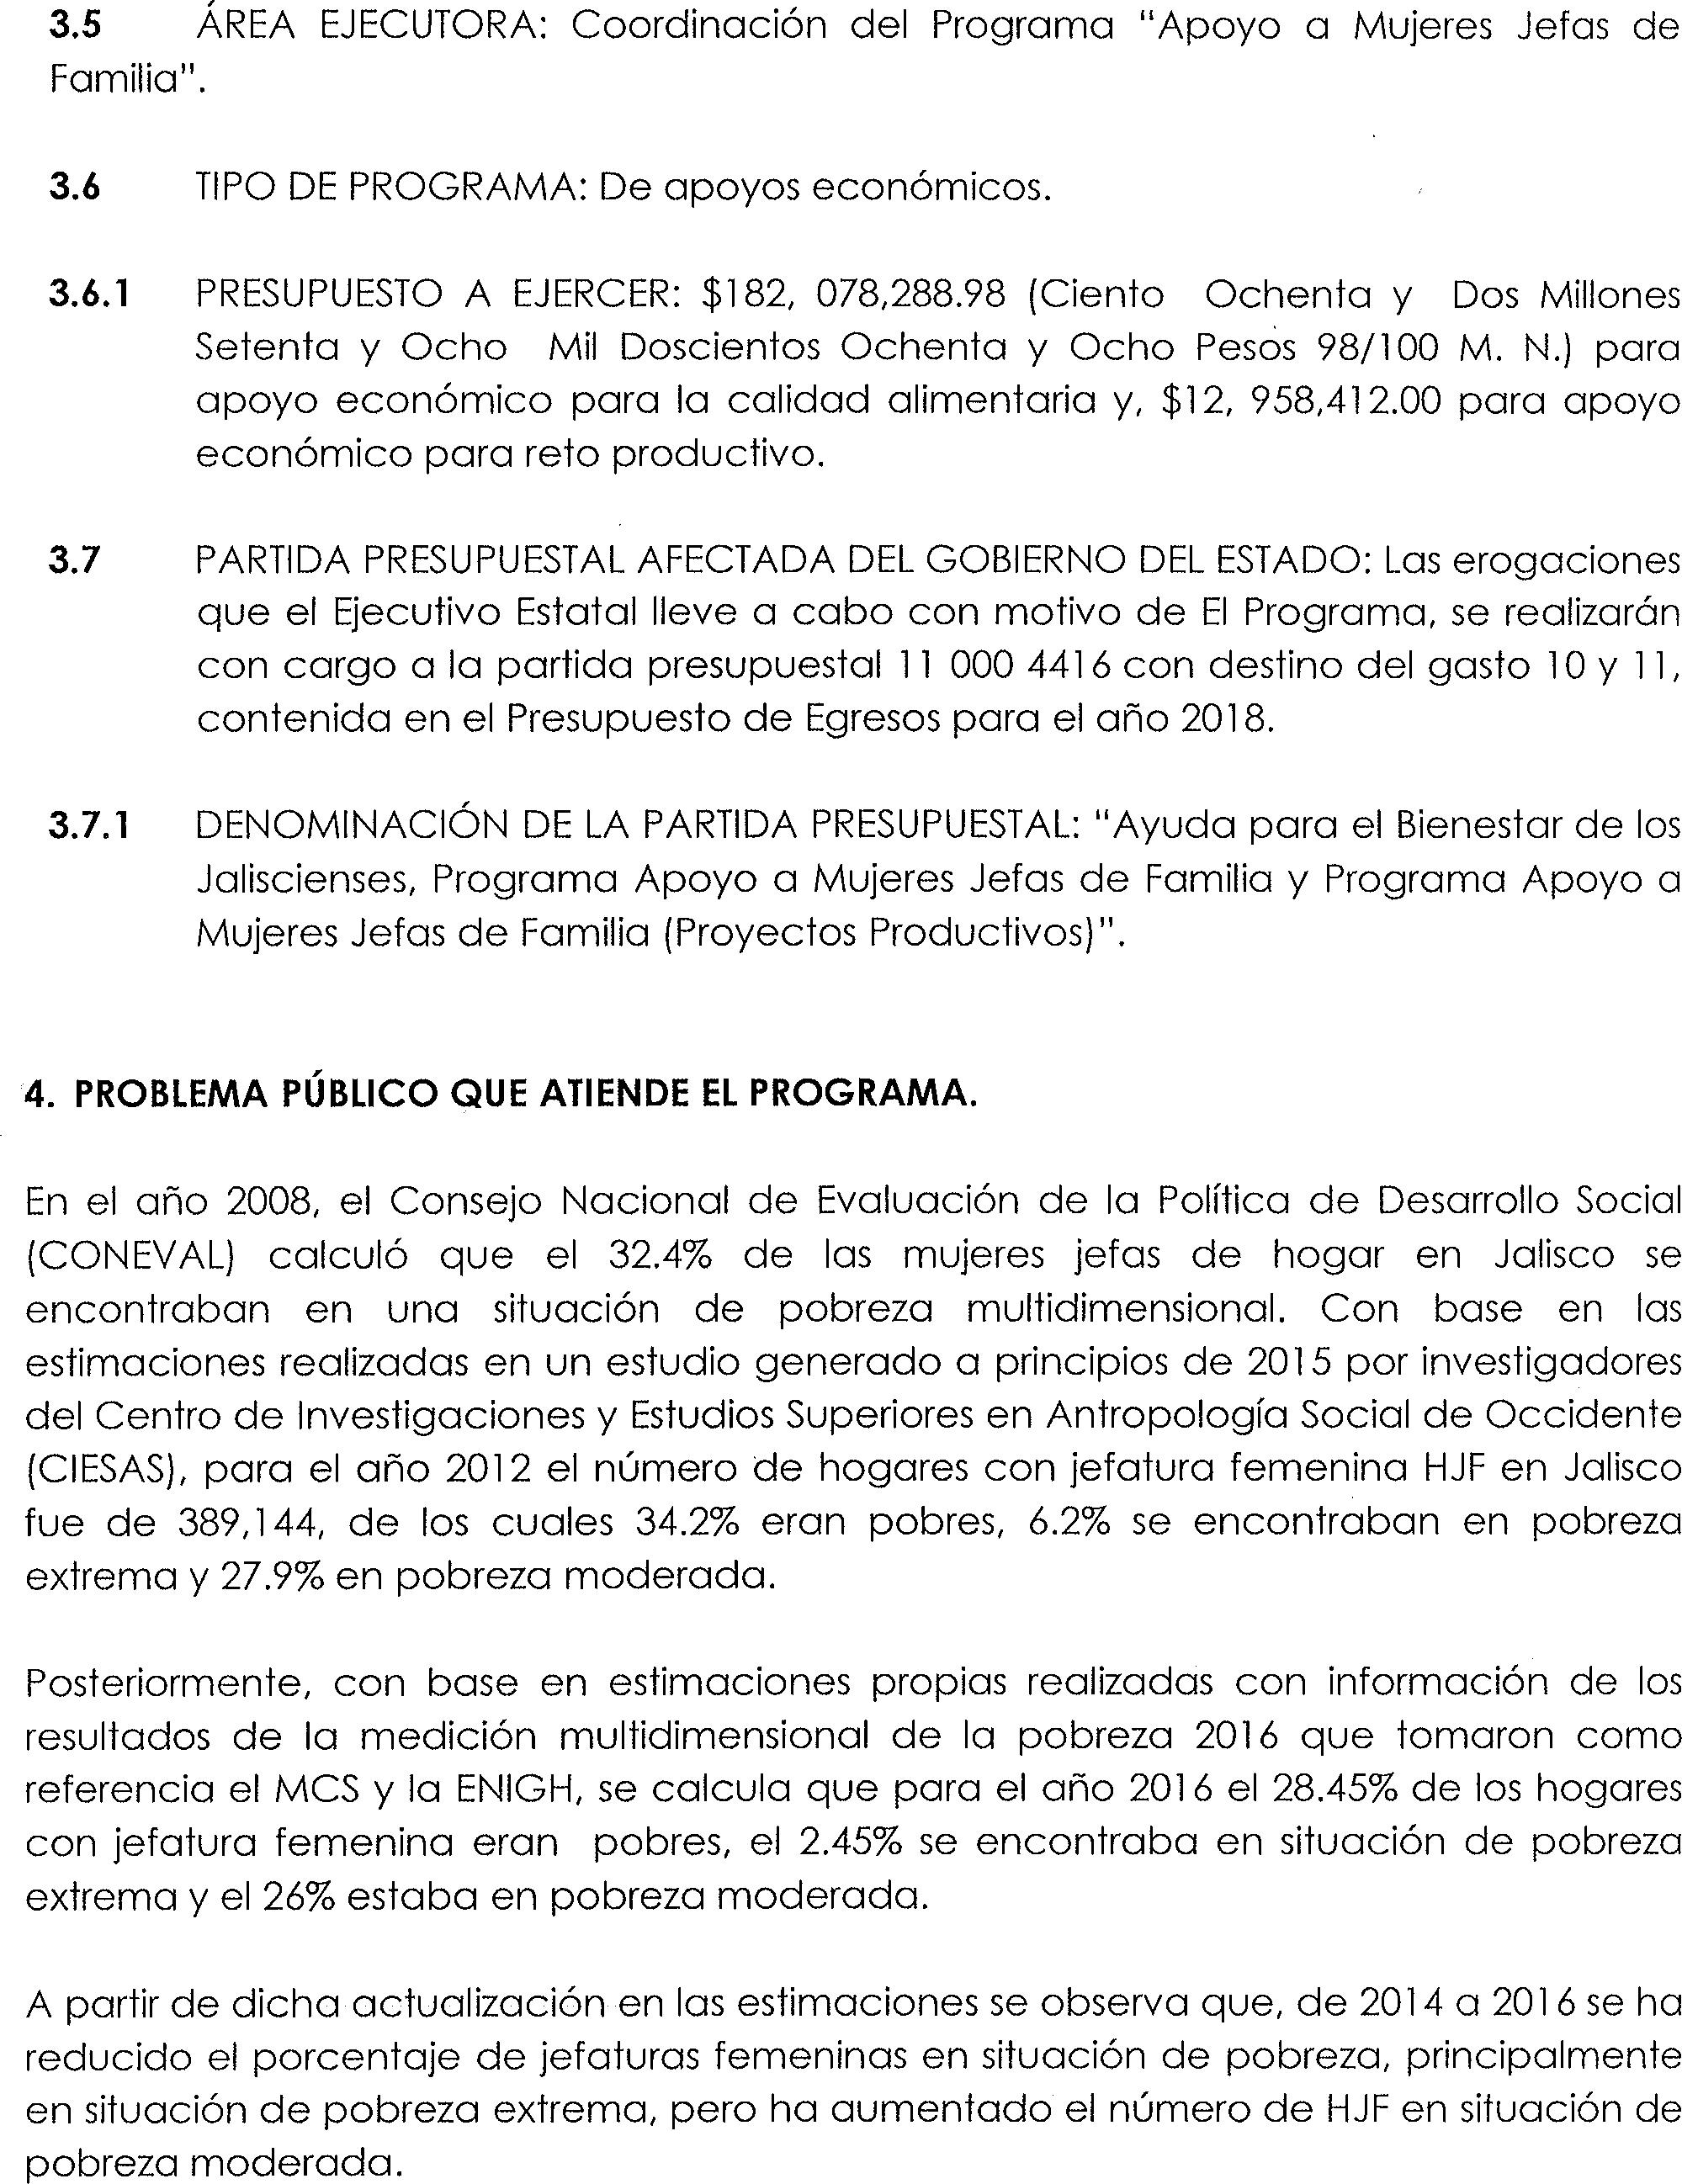 3.5 ÁREA EJECUTORA: Coordinación del Programa "Apoyo a Mujeres Jefas de
Familia".
3.6 TIPO DE PROGRAMA: De apoyos económicos.
3.6.1 PRESUPUESTO A EJERCER: $182, 078,288.98 (Ciento Ochenta y Dos Millones
Setenta y Ocho Mil Doscientos Ochenta y Ocho Pesos 98/100 M. N.) para
apoyo económico para la calidad alimentaria y, $12, 958,412.00 para apoyo
económico para reto productivo.
3.7 PARTIDA PRESUPUESTAL AFECTADA DEL GOBIERNO DEL ESTADO: Las erogaciones
que el Ejecutivo Estatal lleve a cabo con motivo de El Programa, se realizarán
con cargo a la partida presupuestal 11 000 4416 con destino del gasto 10 y 11,
contenida en el Presupuesto de Egresos para el año 2018.
3.7.1 DENOMINACIÓN DE LA PARTIDA PRESUPUESTAL: "Ayuda para el Bienestar de los
Jaliscienses, Programa Apoyo a Mujeres Jefas de Familia y Programa Apoyo a
Mujeres Jefas de Familia (Proyectos Productivos)".
4. PROBLEMA PÚBLICO QUE ATIENDE EL PROGRAMA.
En el año 2008, el Consejo Nacional de Evaluación de la Política de Desarrollo Social
(CONEVAL) calculó que el 32.4% de las mujeres jefas de hogar en Jalisco se
encontraban en una situación de pobreza multidimensional. Con base en las
estimaciones realizadas en un estudio generado a principios de 2015 por investigadores
del Centro de Investigaciones y Estudios Superiores en Antropología Social de Occidente
(CIESAS), para el año 2012 el número de hogares con jefatura femenina HJF en Jalisco
fue de 389,144, de los cuales 34.2% eran pobres, 6.2% se encontraban en pobreza
extrema y 27.9% en pobreza moderada.
Posteriormente, con base en estimaciones propias realizadas con información de los
resultados de la medición multidimensional de la pobreza 2016 que tomaron como
referencia el MCS y la ENIGH, se calcula que para el año 2016 el 28.45% de los hogares
con jefatura femenina eran pobres, el 2.45% se encontraba en situación de pobreza
extrema y el 26% estaba en pobreza moderada.
A partir de dicha actualización en las estimaciones se observa que, de 2014 a 2016 se ha
reducido el porcentaje de jefaturas femeninas en situación de pobreza, principalmente
en situación de pobreza extrema, pero ha aumentado el número de HJF en situación de
pobreza moderada.